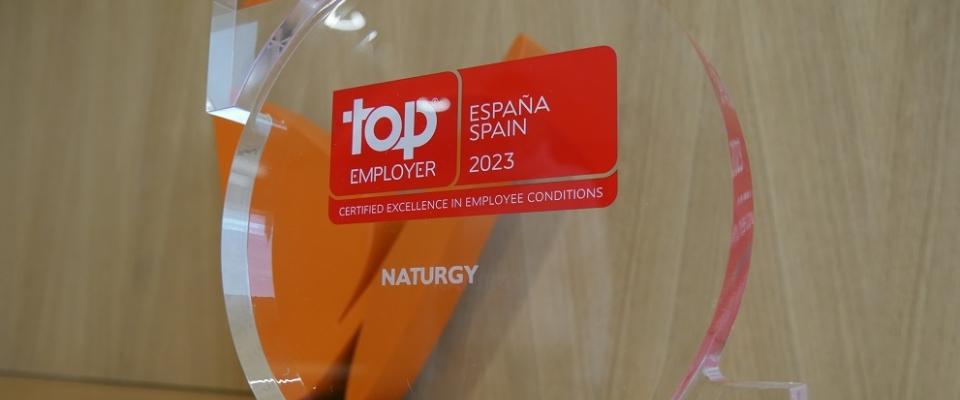 top
EMPLOYER
ESPAÑA
SPAIN
2023
CERTIFIED EXCELLENCE IN EMPLOYEE CONDITIONS
NATURGY